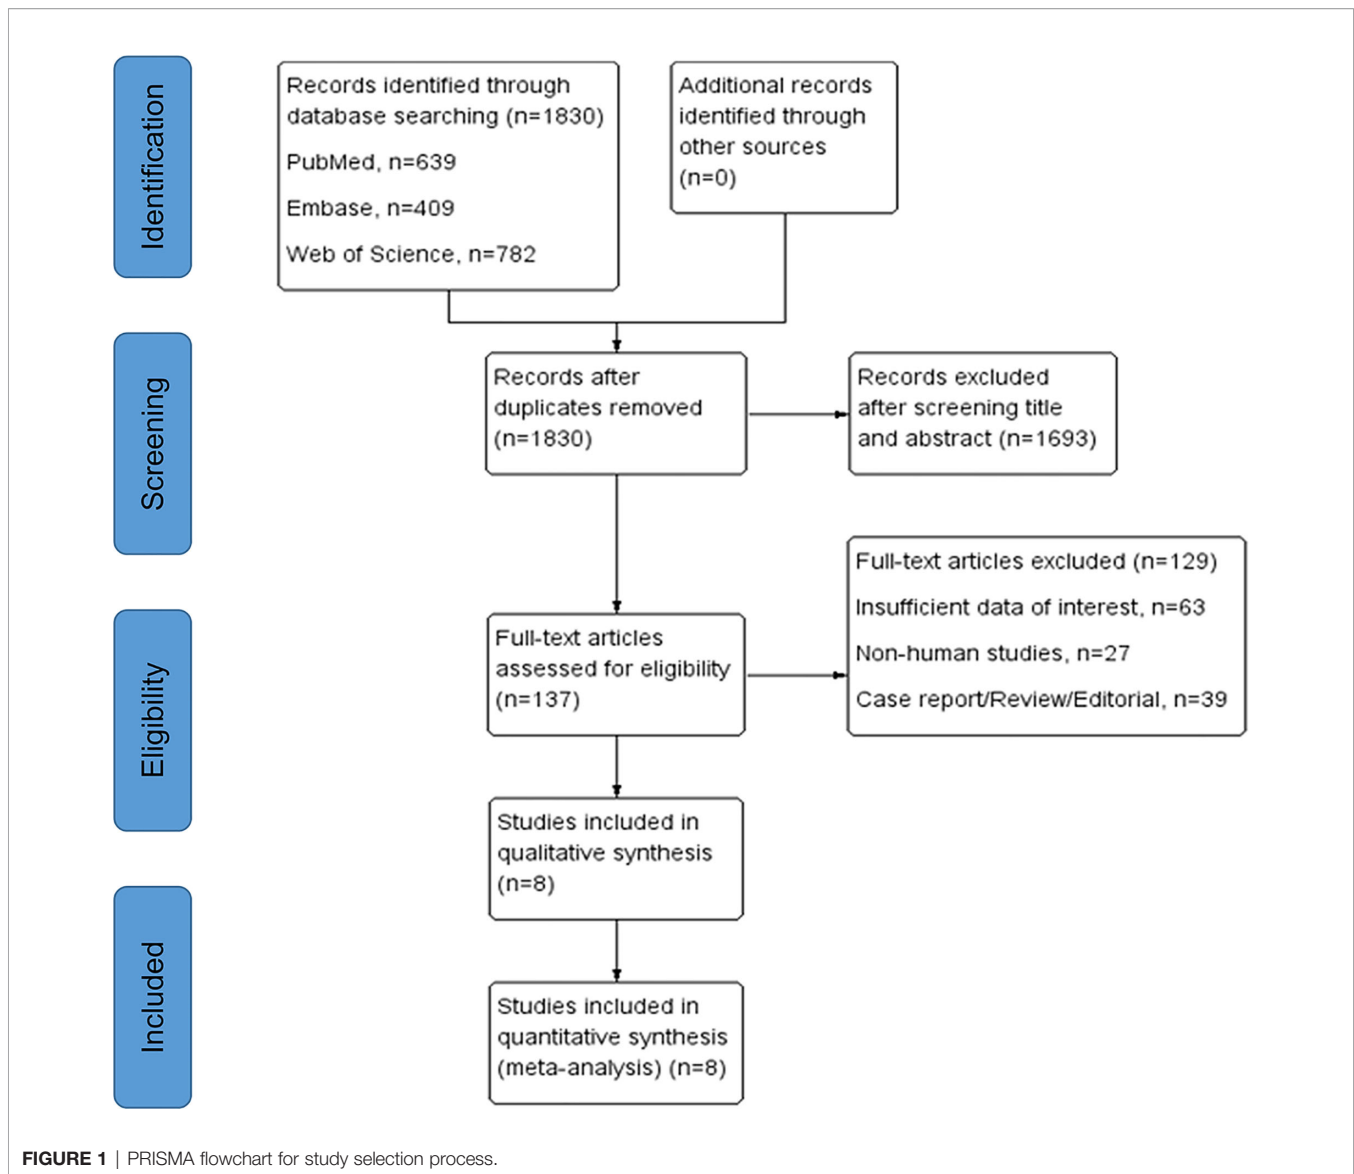 Identification
Records identified through
database searching (n=1830)
PubMed, n=639
Embase, n=409
Web of Science, n=782
Additional records
identified through
other sources
(n=0)
Screening
Records after
duplicates removed
(n=1830)
Records excluded
after screening title
and abstract (n=1693)
Eligibility
Full-text articles
assessed for eligibility
(n=137)
Full-text articles excluded (n=129)
Insufficient data of interest, n=63
Non-human studies, n=27
Case report/Review/Editorial, n=39
Studies included in
qualitative synthesis
(n=8)
Included
Studies included in
quantitative synthesis
(meta-analysis) (n=8)
FIGURE 1 | PRISMA flowchart for study selection process.